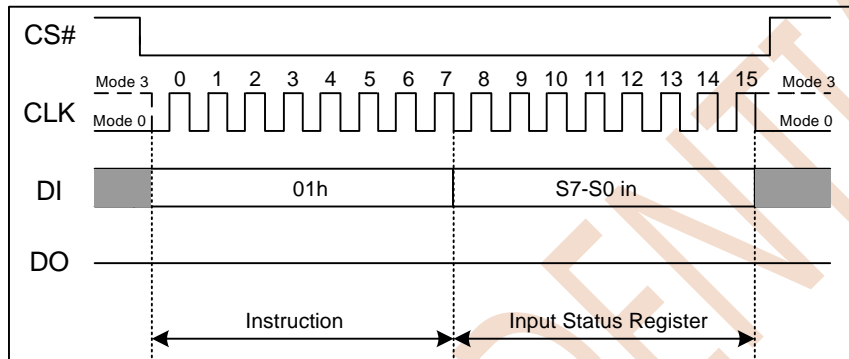 CS#
Mode 3 0 1 2 3 4 5 6 7 8 9 10 11 12 13 14 15 Mode 3
CLK
Mode 0 Mode 0
DI 01h S7-S0 in
DO
Instruction Input Status Register